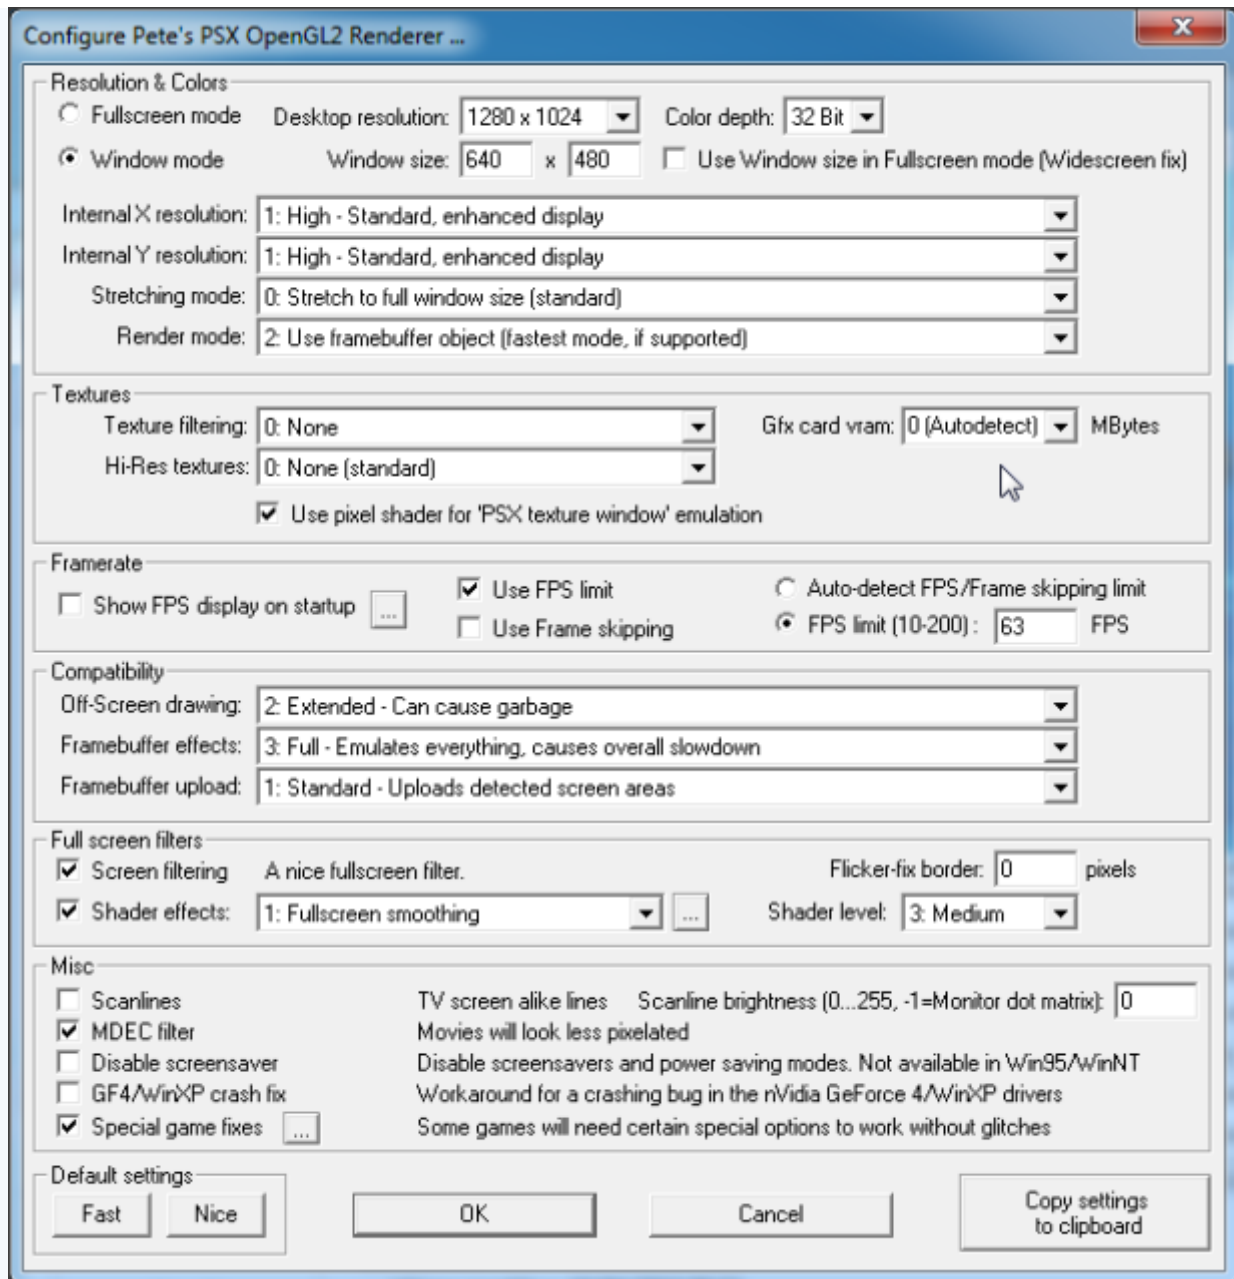 Configure Pete's PSX OpenGL2 Renderer ...
Resolution & Colors
Fullscreen mode Desktop resolution: 1280 x 1024 Color depth: 32 Bit
Window mode Window size: 640 x 480 Use Window size in Fullscreen mode (Widescreen fix)
Internal X resolution: 1: High - Standard, enhanced display
Internal Y resolution: 1: High - Standard, enhanced display
Stretching mode: 0: Stretch to full window size (standard)
Render mode: 2: Use framebuffer object (fastest mode, if supported)
Textures
Texture filtering: 0: None Gfx card vram: 0 (Autodetect) MBytes
Hi-Res textures: 0: None (standard)
Use pixel shader for 'PSX texture window' emulation
Framerate
Show FPS display on startup ... Use FPS limit Auto-detect FPS/Frame skipping limit
Use Frame skipping FPS limit (10-200) : 63 FPS
Compatibility
Off-Screen drawing: 2: Extended - Can cause garbage
Framebuffer effects: 3: Full - Emulates everything, causes overall slowdown
Framebuffer upload: 1: Standard - Uploads detected screen areas
Full screen filters
Screen filtering A nice fullscreen filter. Flicker-fix border: 0 pixels
Shader effects: 1: Fullscreen smoothing ... Shader level: 3: Medium
Misc
Scanlines TV screen alike lines Scanline brightness (0...255, -1=Monitor dot matrix): 0
MDEC filter Movies will look less pixelated
Disable screensaver Disable screensavers and power saving modes. Not available in Win95/WinNT
GF4/WinXP crash fix Workaround for a crashing bug in the nVidia GeForce 4/WinXP drivers
Special game fixes ... Some games will need certain special options to work without glitches
Default settings
Fast Nice OK Cancel Copy settings
to clipboard